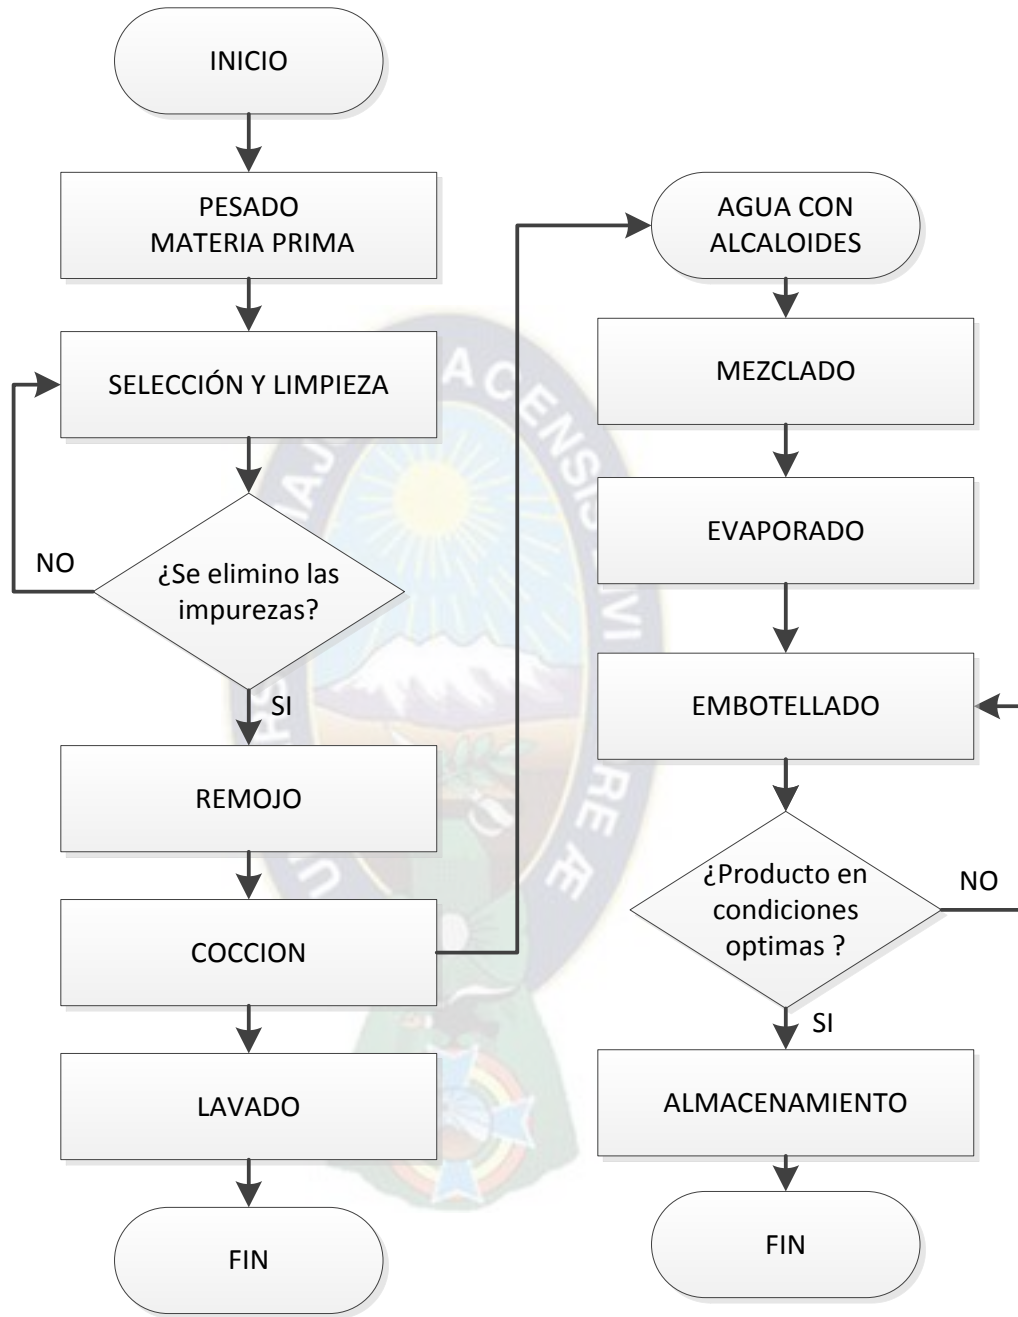 INICIO
PESADO
MATERIA PRIMA
SELECCIÓN Y LIMPIEZA
NO
¿Se elimino las
impurezas?
SI
REMOJO
COCCION
LAVADO
FIN
AGUA CON
ALCALOIDES
MEZCLADO
EVAPORADO
EMBOTELLADO
¿Producto en
condiciones
optimas ?
NO
SI
ALMACENAMIENTO
FIN